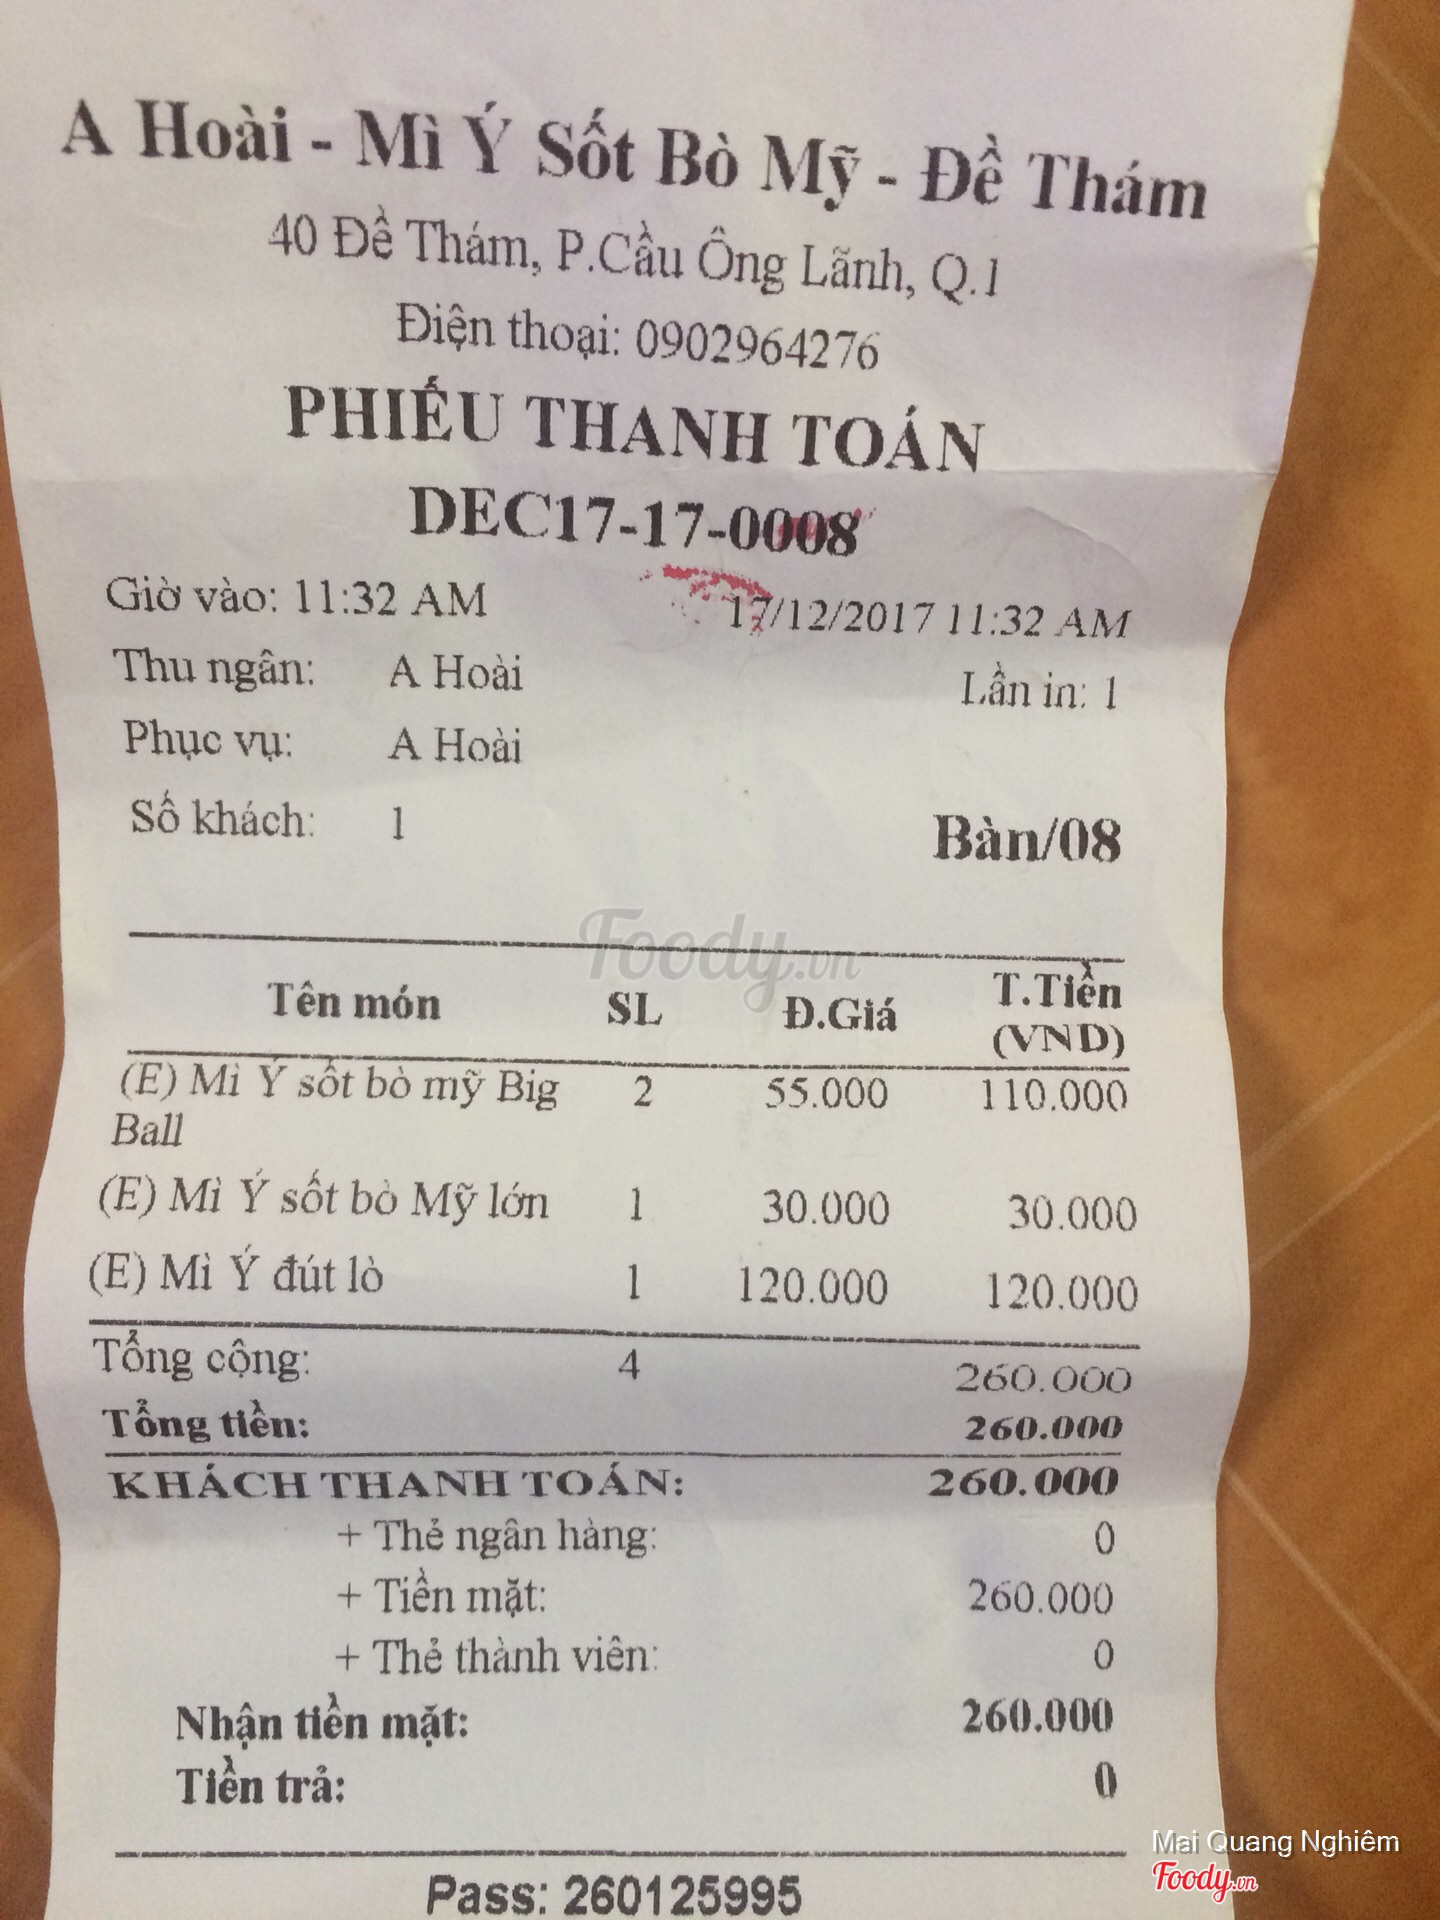 A Hoài - Mì Ý Sốt Bò Mỹ - Đề Thám
40 Đề Thám, P.Cầu Ông Lãnh, Q.1
Điện thoại: 0902964276
PHIẾU THANH TOÁN
DEC17-17-0008
Giờ vào: 11:32 AM 17/12/2017 11:32 AM
Thu ngân: A Hoài Lần in: 1
Phục vụ: A Hoài
Số khách: 1 Bàn/08
Foody.vn
Tên món SL Đ.Giá T.Tiền (VND)
(E) Mì Ý sốt bò mỹ Big 2 55.000 110.000
Ball
(E) Mì Ý sốt bò Mỹ lớn 1 30.000 30.000
(E) Mì Ý đút lò 1 120.000 120.000
Tổng cộng: 4 260.000
Tổng tiền: 260.000
KHÁCH THANH TOÁN: 260.000
+ Thẻ ngân hàng: 0
+ Tiền mặt: 260.000
+ Thẻ thành viên: 0
Nhận tiền mặt: 260.000
Tiền trả: 0
Pass: 260125995
Mai Quang Nghiêm
Foody.vn